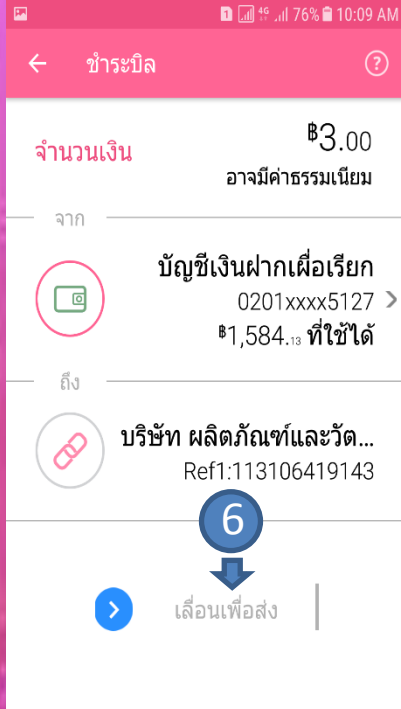 1 4G 76% 10:09 AM
ชำระบิล ?
จำนวนเงิน ฿3.00
อาจมีค่าธรรมเนียม
จาก
บัญชีเงินฝากเผื่อเรียก
0201xxxx5127
฿1,584.13 ที่ใช้ได้
ถึง
บริษัท ผลิตภัณฑ์และวัต...
Ref1:113106419143
6
เลื่อนเพื่อส่ง